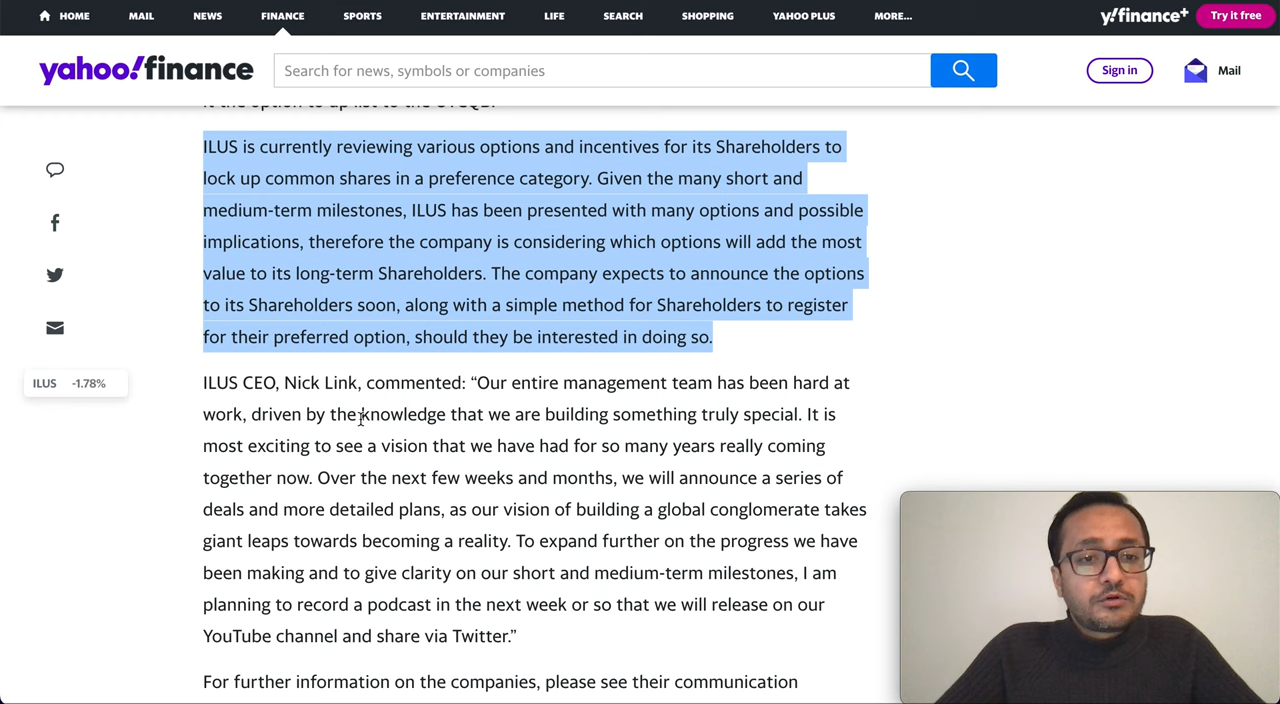 HOME MAIL NEWS FINANCE SPORTS ENTERTAINMENT LIFE SEARCH SHOPPING YAHOO PLUS MORE... y!finance+ Try it free
yahoo!finance Search for news, symbols or companies Sign in Mail
it the option to up list to the OTCQB.
ILUS is currently reviewing various options and incentives for its Shareholders to
lock up common shares in a preference category. Given the many short and
medium-term milestones, ILUS has been presented with many options and possible
implications, therefore the company is considering which options will add the most
value to its long-term Shareholders. The company expects to announce the options
to its Shareholders soon, along with a simple method for Shareholders to register
for their preferred option, should they be interested in doing so.
ILUS -1.78%
ILUS CEO, Nick Link, commented: “Our entire management team has been hard at
work, driven by the knowledge that we are building something truly special. It is
most exciting to see a vision that we have had for so many years really coming
together now. Over the next few weeks and months, we will announce a series of
deals and more detailed plans, as our vision of building a global conglomerate takes
giant leaps towards becoming a reality. To expand further on the progress we have
been making and to give clarity on our short and medium-term milestones, I am
planning to record a podcast in the next week or so that we will release on our
YouTube channel and share via Twitter.”
For further information on the companies, please see their communication